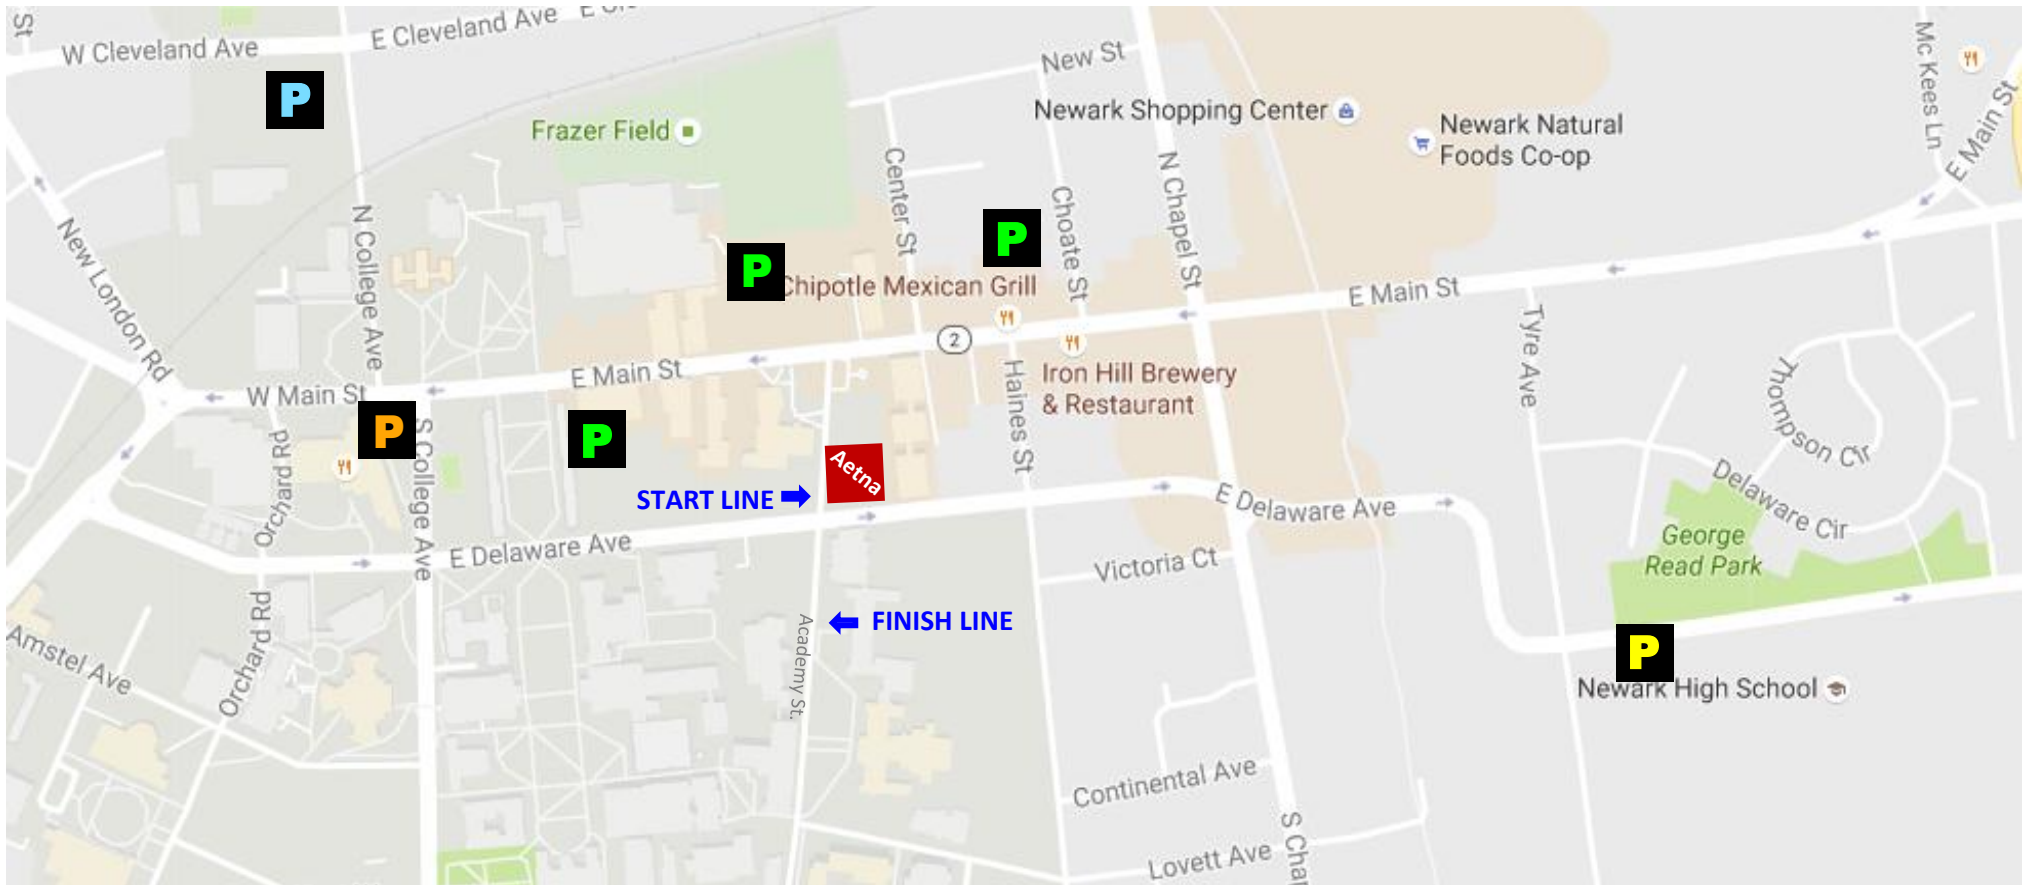 St
W Cleveland Ave
E Cleveland Ave
P
New St
Mc Kees Ln
E Main St
Newark Shopping Center
Newark Natural
Foods Co-op
Frazer Field
Center St
Choate St
N Chapel St
N College Ave
New London Rd
P
P
Chipotle Mexican Grill
E Main St
2
E Main St
W Main St
Tyre Ave
Thompson Cir
Haines St
Iron Hill Brewery
& Restaurant
P
P
S College Ave
Orchard Rd
Aetna
START LINE
E Delaware Ave
E Delaware Ave
Delaware Cir
George
Read Park
Victoria Ct
FINISH LINE
Academy St.
Amstel Ave
Orchard Rd
P
Newark High School
Continental Ave
Lovett Ave
S Cha